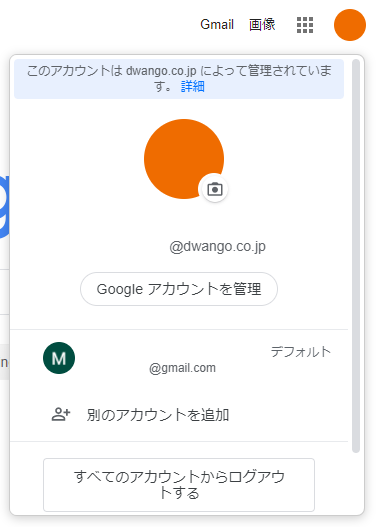 Gmail 画像
このアカウントは dwango.co.jp によって管理されていま
す。 詳細
@dwango.co.jp
Google アカウントを管理
M
デフォルト
@gmail.com
別のアカウントを追加
すべてのアカウントからログアウ
トする